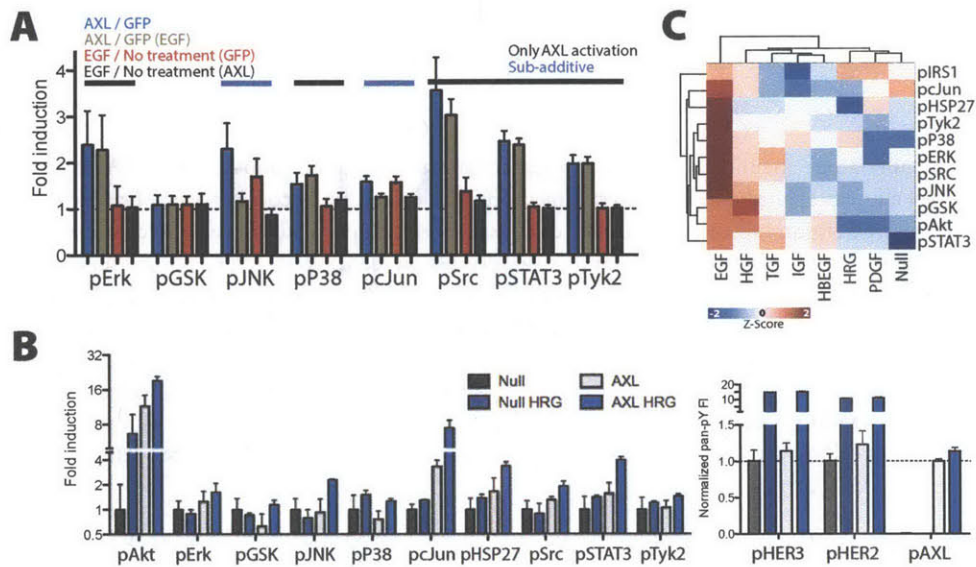 A
AXL / GFP
AXL / GFP (EGF)
EGF / No treatment (GFP)
EGF / No treatment (AXL)
Only AXL activation
Sub-additive
Fold induction
4
3
2
1
0
pErk
pGSK
pJNK
pP38
pcJun
pSrc
pSTAT3
pTyk2
C
pIRS1
pcJun
pHSP27
pTyk2
pP38
pERK
pSRC
pJNK
pGSK
pAkt
pSTAT3
EGF
HGF
TGF
IGF
HBEGF
HRG
PDGF
Null
-2
0
2
Z-Score
B
Fold induction
32
16
8
4
2
1
0.5
Null
Null HRG
AXL
AXL HRG
pAkt
pErk
pGSK
pJNK
pP38
pcJun
pHSP27
pSrc
pSTAT3
pTyk2
Normalized pan-pY FI
20
10
1.5
1.0
0.5
0.0
pHER3
pHER2
pAXL